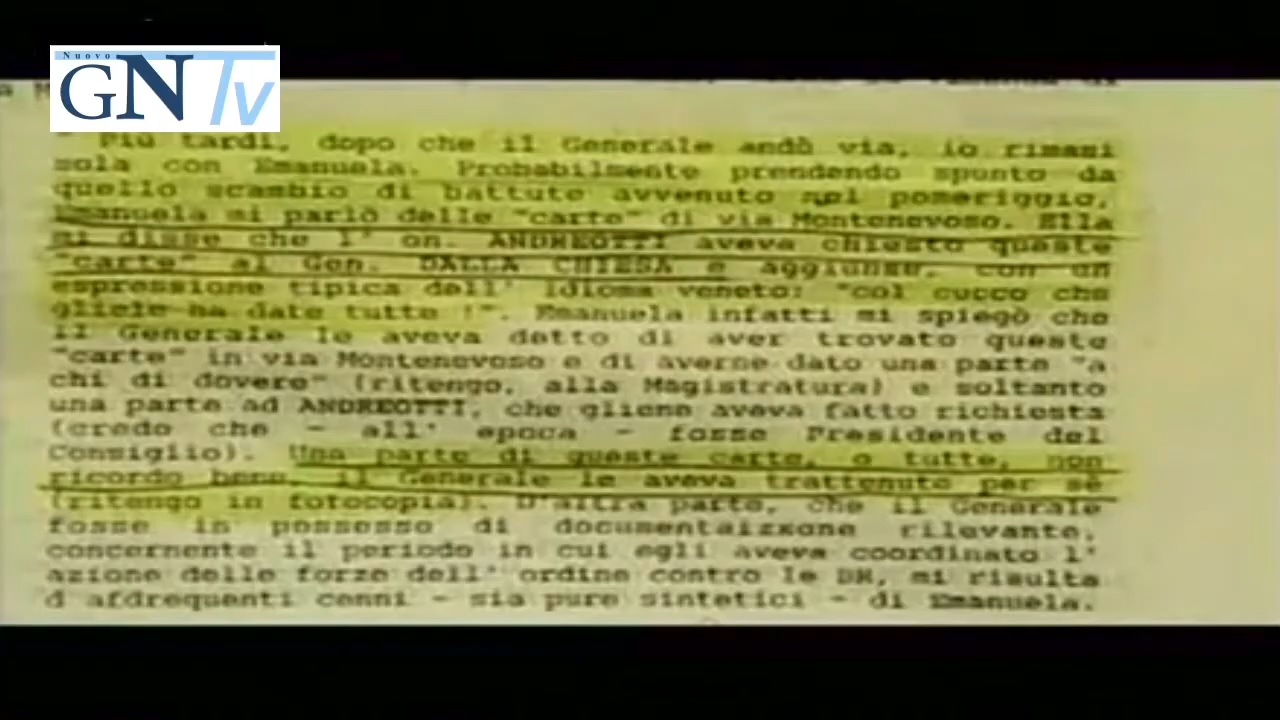 Nuovo
GN Tv
" Più tardi, dopo che il Generale andò via, io rimasi
sola con Emanuela. Probabilmente prendendo spunto da
quello scambio di battute avvenuto nel pomeriggio,
Emanuela mi parlò delle "carte" di via Montenevoso. Ella
mi disse che l' on. ANDREOTTI aveva chiesto queste
"carte" al Gen. DALLA CHIESA e aggiunse, con un
espressione tipica dell' idioma veneto: "col cucco che
gliele ha date tutte !". Emanuela infatti mi spiegò che
il Generale le aveva detto di aver trovato queste
"carte" in via Montenevoso e di averne dato una parte "a
chi di dovere" (ritengo, alla Magistratura) e soltanto
una parte ad ANDREOTTI, che gliene aveva fatto richiesta
(credo che - all' epoca - fosse Presidente del
Consiglio). Una parte di queste carte, o tutte, non
ricordo bene, il Generale le aveva trattenute per sè
(ritengo in fotocopia). D'altra parte, che il Generale
fosse in possesso di documentaizxone rilevante,
concernente il periodo in cui egli aveva coordinato l'
azione delle forze dell' ordine contro le BR, mi risulta
d afdrequenti cenni - sia pure sintetici - di Emanuela.